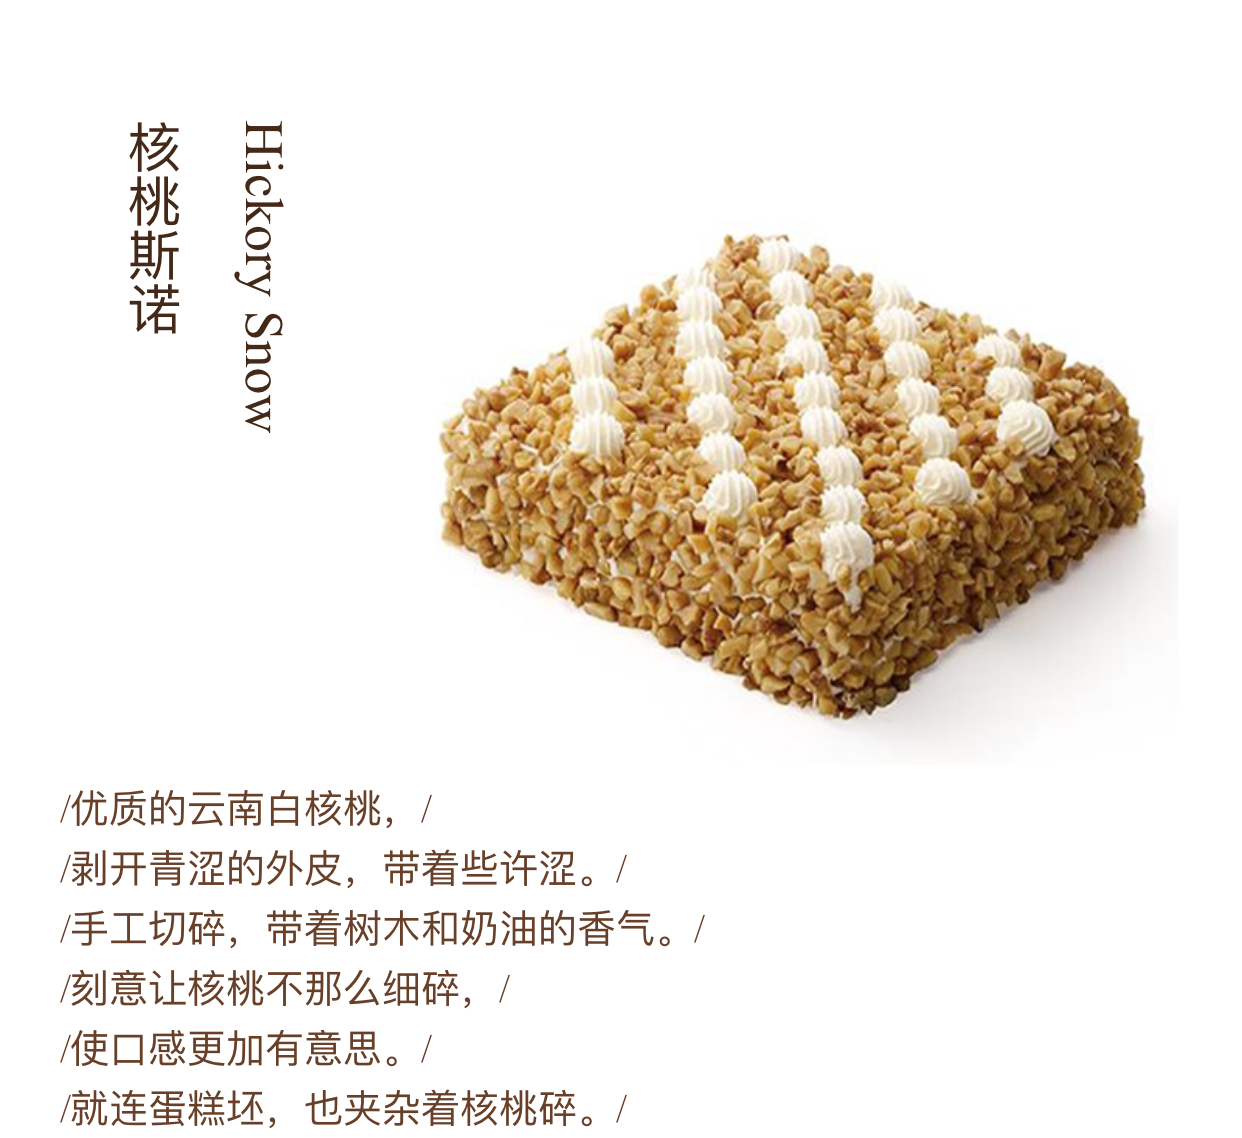 核桃斯诺
Hickory Snow
/优质的云南白核桃，/
/剥开青涩的外皮，带着些许涩。/
/手工切碎，带着树木和奶油的香气。/
/刻意让核桃不那么细碎，/
/使口感更加有意思。/
/就连蛋糕坯，也夹杂着核桃碎。/